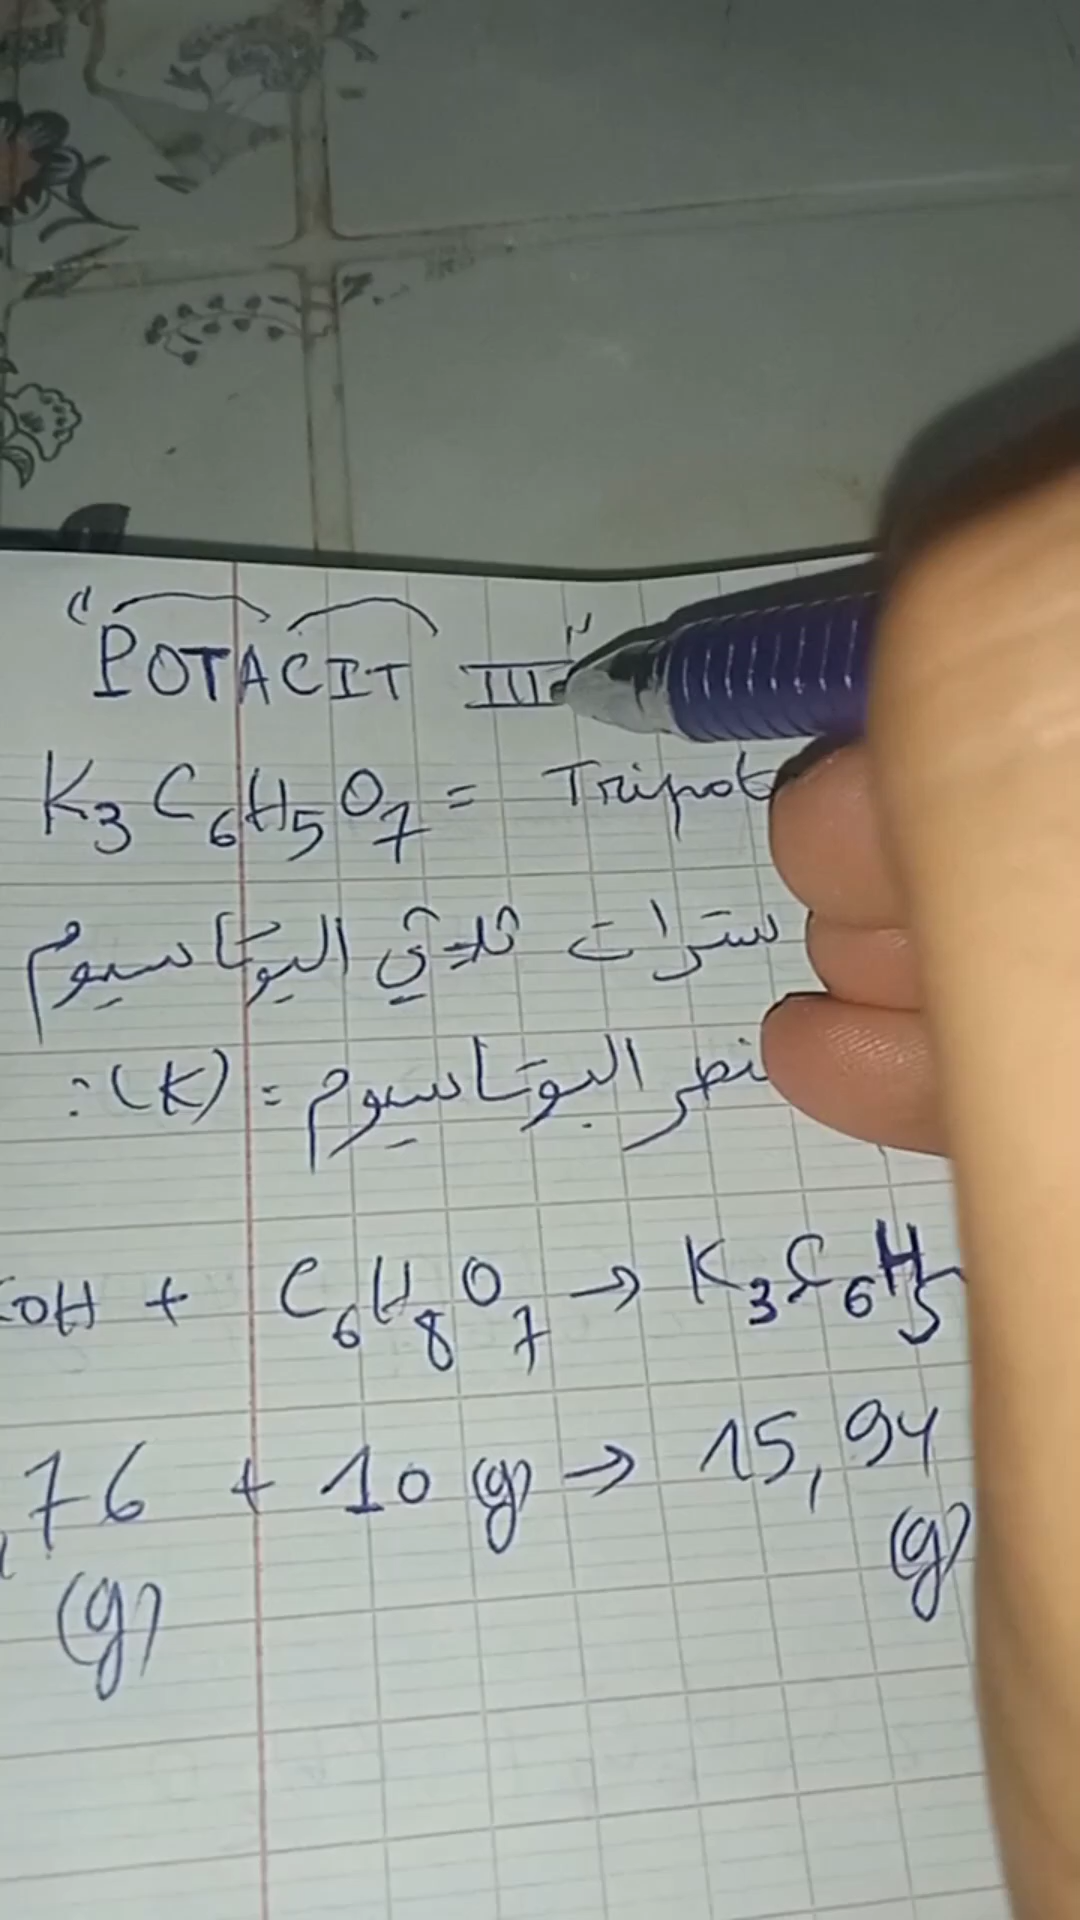 "POTACIT III"
K3C6H5O7 = Tripot
سترات ثلاثي البوتاسيوم
البوتاسيوم = (K) :
OH + C6H8O7 → K3C6H5
76 + 10 (g) → 15,94
(g) (g)